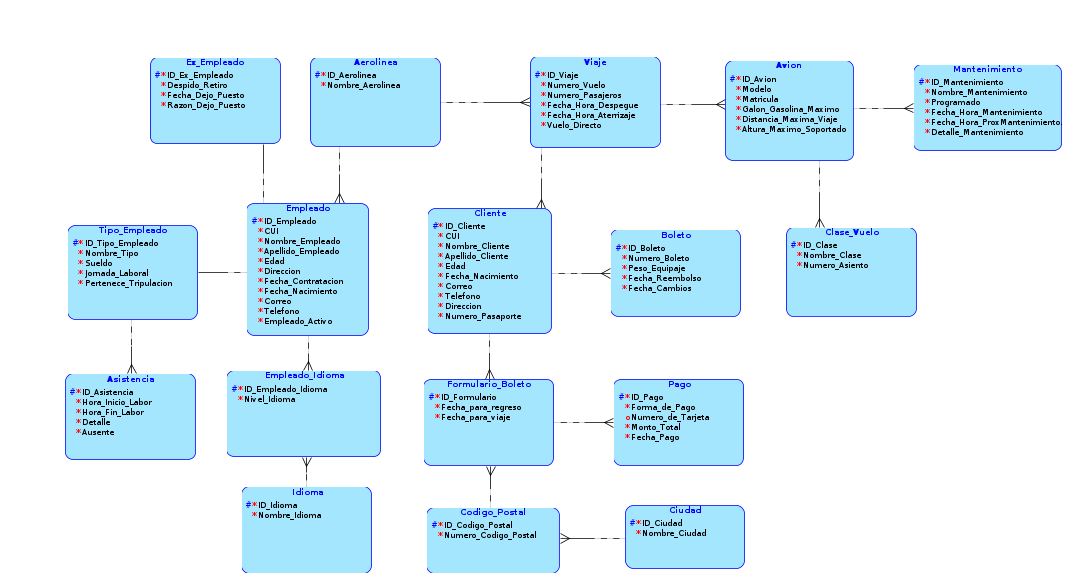 Ex_Empleado
#*ID_Ex_Empleado
*Despido_Retiro
*Fecha_Dejo_Puesto
*Razon_Dejo_Puesto
Aerolinea
#*ID_Aerolinea
*Nombre_Aerolinea
Viaje
#*ID_Viaje
*Numero_Vuelo
*Numero_Pasajeros
*Fecha_Hora_Despegue
*Fecha_Hora_Aterrizaje
*Vuelo_Directo
Avion
#*ID_Avion
*Modelo
*Matricula
*Galon_Gasolina_Maximo
*Distancia_Maxima_Viaje
*Altura_Maximo_Soportado
Mantenimiento
#*ID_Mantenimiento
*Nombre_Mantenimiento
*Programado
*Fecha_Hora_Mantenimiento
*Fecha_Hora_ProxMantenimiento
*Detalle_Mantenimiento
Tipo_Empleado
#*ID_Tipo_Empleado
*Nombre_Tipo
*Sueldo
*Jornada_Laboral
*Pertenece_Tripulacion
Empleado
#*ID_Empleado
*CUI
*Nombre_Empleado
*Apellido_Empleado
*Edad
*Direccion
*Fecha_Contratacion
*Fecha_Nacimiento
*Correo
*Telefono
*Empleado_Activo
Cliente
#*ID_Cliente
*CUI
*Nombre_Cliente
*Apellido_Cliente
*Edad
*Fecha_Nacimiento
*Correo
*Telefono
*Direccion
*Numero_Pasaporte
Boleto
#*ID_Boleto
*Numero_Boleto
*Peso_Equipaje
*Fecha_Reembolso
*Fecha_Cambios
Clase_Vuelo
#*ID_Clase
*Nombre_Clase
*Numero_Asiento
Asistencia
#*ID_Asistencia
*Hora_Inicio_Labor
*Hora_Fin_Labor
*Detalle
*Ausente
Empleado_Idioma
#*ID_Empleado_Idioma
*Nivel_Idioma
Formulario_Boleto
#*ID_Formulario
*Fecha_para_regreso
*Fecha_para_viaje
Pago
#*ID_Pago
*Forma_de_Pago
oNumero_de_Tarjeta
*Monto_Total
*Fecha_Pago
Idioma
#*ID_Idioma
*Nombre_Idioma
Codigo_Postal
#*ID_Codigo_Postal
*Numero_Codigo_Postal
Ciudad
#*ID_Ciudad
*Nombre_Ciudad